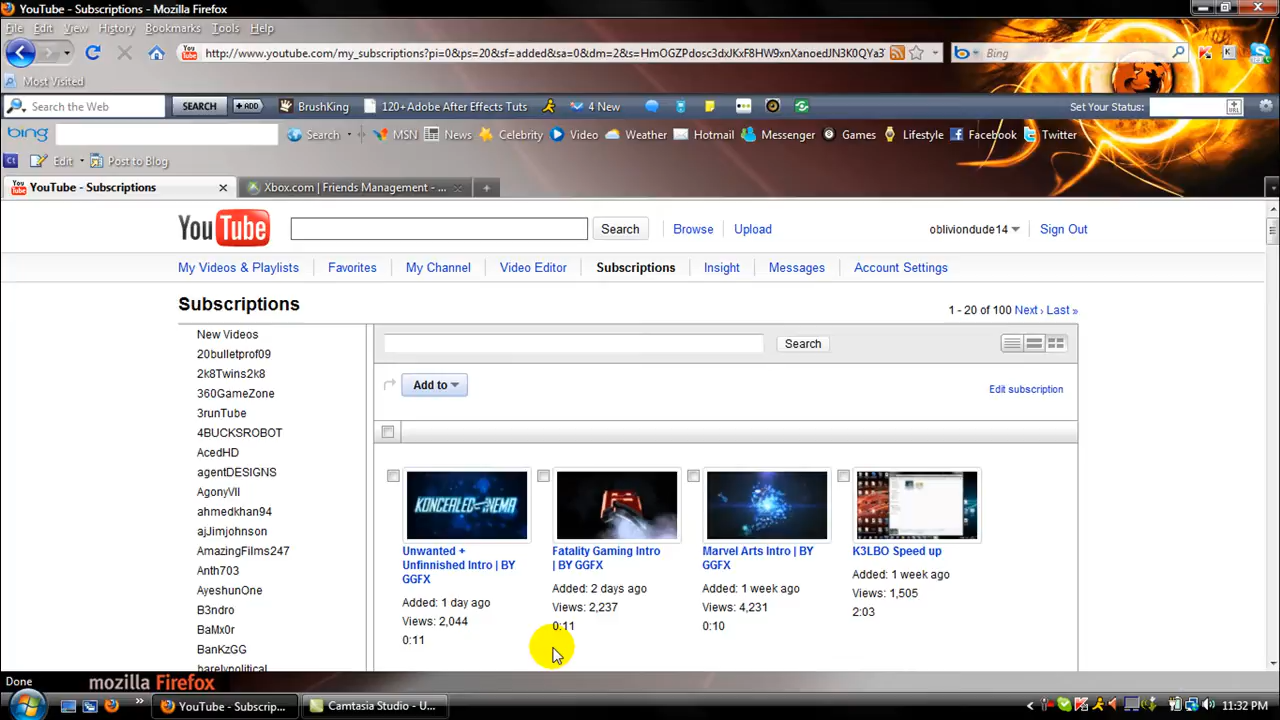 YouTube - Subscriptions - Mozilla Firefox
File Edit View History Bookmarks Tools Help
http://www.youtube.com/my_subscriptions?pi=0&ps=20&sf=added&sa=0&dm=2&s=HmOGZPdosc3dxJKxF8HW9xnXanoedJN3K0QYa3 Bing
Most Visited
Search the Web SEARCH +ADD BrushKing 120+Adobe After Effects Tuts 4 New Set Your Status:
bing Search MSN News Celebrity Video Weather Hotmail Messenger Games Lifestyle Facebook Twitter
Edit Post to Blog
YouTube - Subscriptions Xbox.com | Friends Management - ...
YouTube Search Browse Upload obliviondude14 Sign Out
My Videos & Playlists Favorites My Channel Video Editor Subscriptions Insight Messages Account Settings
Subscriptions
1 - 20 of 100 Next › Last »
New Videos
20bulletprof09
2k8Twins2k8
360GameZone
3runTube
4BUCKSROBOT
AcedHD
agentDESIGNS
AgonyVII
ahmedkhan94
ajJimjohnson
AmazingFilms247
Anth703
AyeshunOne
B3ndro
BaMx0r
BanKzGG
barelypolitical
Search
Add to
Edit subscription
KONCEALED CINEMA
Unwanted +
Unfinnished Intro | BY
GGFX
Added: 1 day ago
Views: 2,044
0:11
Fatality Gaming Intro
| BY GGFX
Added: 2 days ago
Views: 2,237
0:11
Marvel Arts Intro | BY
GGFX
Added: 1 week ago
Views: 4,231
0:10
K3LBO Speed up
Added: 1 week ago
Views: 1,505
2:03
Done mozilla Firefox
YouTube - Subscrip... Camtasia Studio - U... 11:32 PM